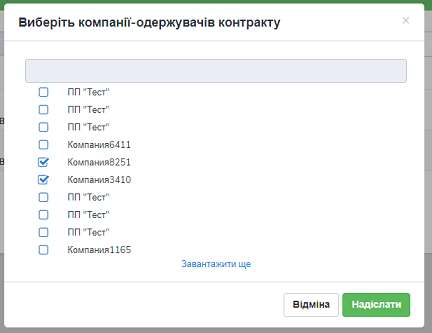 Виберіть компанії-одержувачів контракту
×
ПП "Тест"
ПП "Тест"
ПП "Тест"
Компания6411
Компания8251
Компания3410
ПП "Тест"
ПП "Тест"
ПП "Тест"
Компания1165
Завантажити ще
Відміна
Надіслати